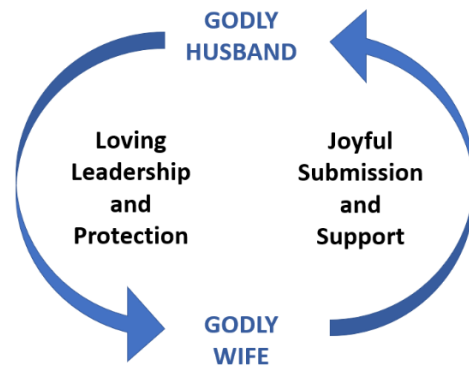 GODLY
HUSBAND
Loving
Leadership
and
Protection
Joyful
Submission
and
Support
GODLY
WIFE